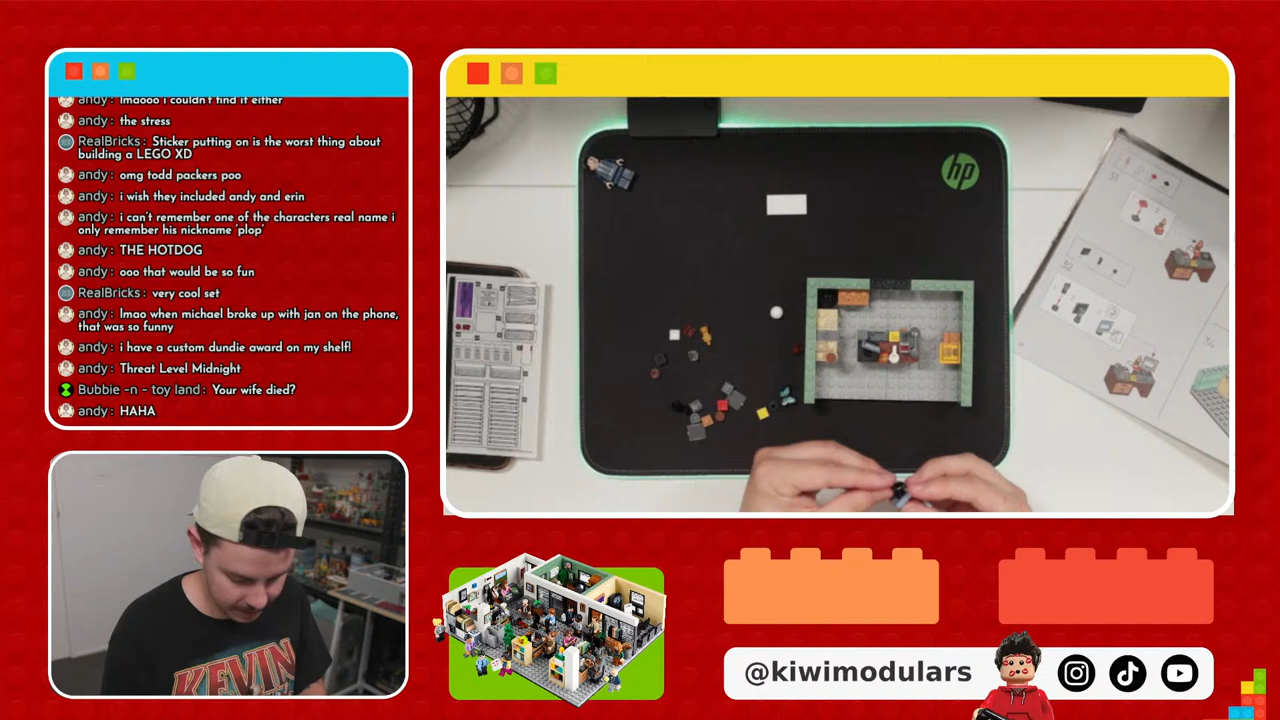 andy: lmaooo i couldn't find it either
andy: the stress
RealBricks: Sticker putting on is the worst thing about
building a LEGO XD
andy: omg todd packers poo
andy: i wish they included andy and erin
andy: i can't remember one of the characters real name i
only remember his nickname 'plop'
andy: THE HOTDOG
andy: ooo that would be so fun
RealBricks: very cool set
andy: lmao when michael broke up with jan on the phone,
that was so funny
andy: i have a custom dundie award on my shelf!
andy: Threat Level Midnight
Bubbie -n - toy land: Your wife died?
andy: HAHA
hp
31
32
KEVIN
@kiwimodulars